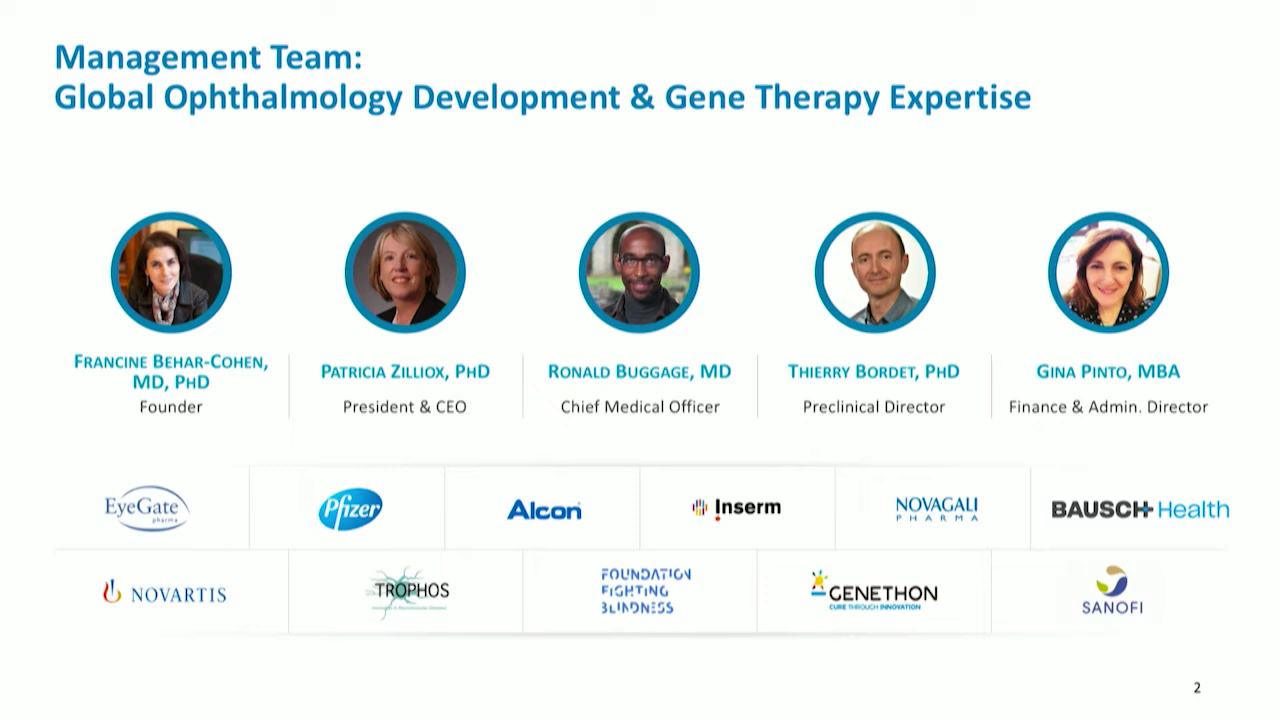 Management Team:
Global Ophthalmology Development & Gene Therapy Expertise
FRANCINE BEHAR-COHEN,
MD, PHD
Founder
PATRICIA ZILLIOX, PHD
President & CEO
RONALD BUGGAGE, MD
Chief Medical Officer
THIERRY BORDET, PHD
Preclinical Director
GINA PINTO, MBA
Finance & Admin. Director
EyeGate
pharma
Pfizer
Alcon
Inserm
NOVAGALI
PHARMA
BAUSCH+Health
NOVARTIS
TROPHOS
FOUNDATION
FIGHTING
BLINDNESS
GENETHON
CURE THROUGH INNOVATION
SANOFI
2